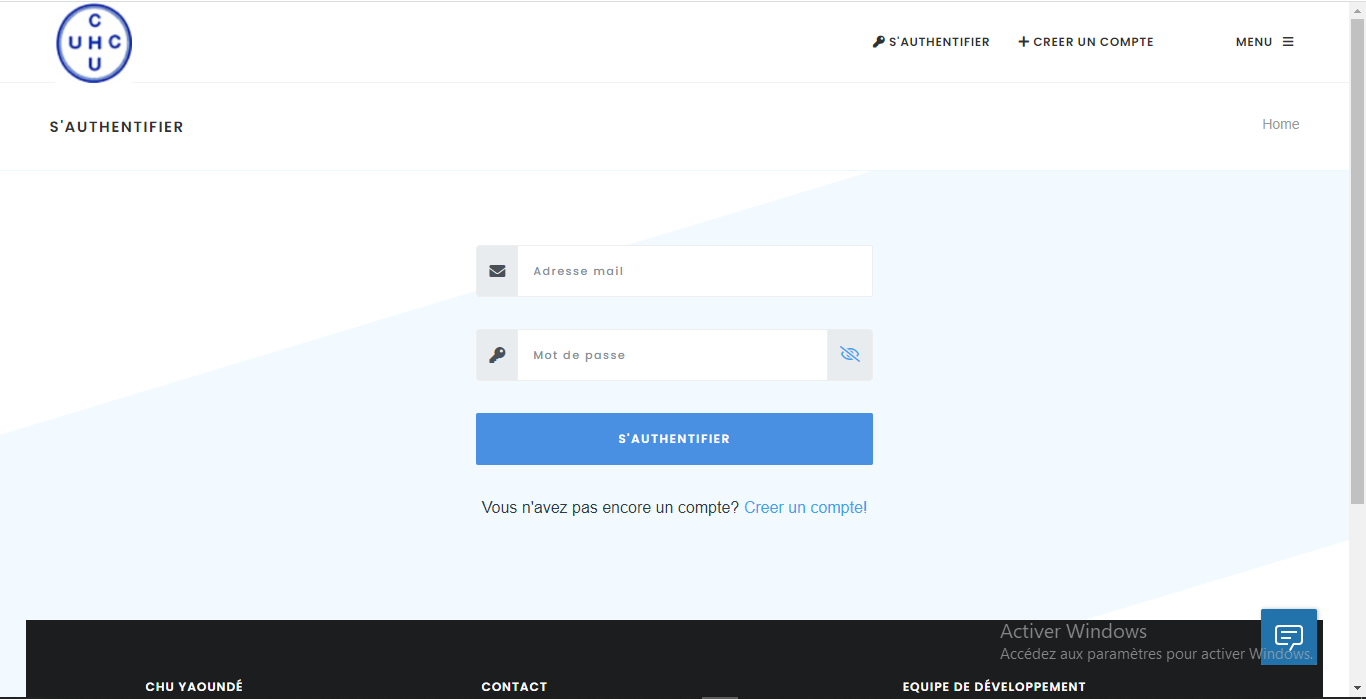 C
U H C
U
S'AUTHENTIFIER
CREER UN COMPTE
MENU
S'AUTHENTIFIER
Home
Adresse mail
Mot de passe
S'AUTHENTIFIER
Vous n'avez pas encore un compte? Creer un compte!
Activer Windows
Accédez aux paramètres pour activer Windows.
CHU YAOUNDÉ
CONTACT
EQUIPE DE DÉVELOPPEMENT